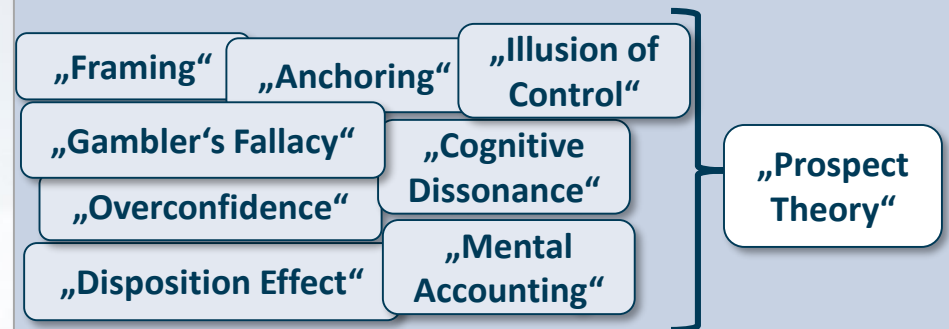 „Framing“
„Anchoring“
„Illusion of
Control“
„Gambler‘s Fallacy“
„Cognitive
Dissonance“
„Overconfidence“
„Mental
Accounting“
„Disposition Effect“
„Prospect
Theory“